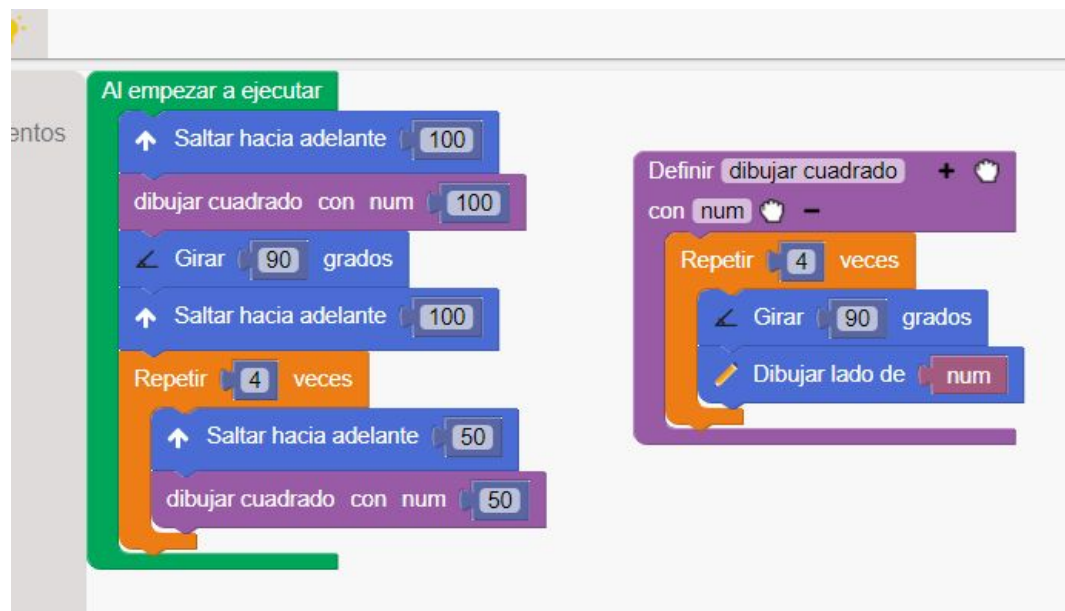 Al empezar a ejecutar
entos
Saltar hacia adelante 100
dibujar cuadrado con num 100
Girar 90 grados
Saltar hacia adelante 100
Repetir 4 veces
Saltar hacia adelante 50
dibujar cuadrado con num 50
Definir dibujar cuadrado +
con num −
Repetir 4 veces
Girar 90 grados
Dibujar lado de num